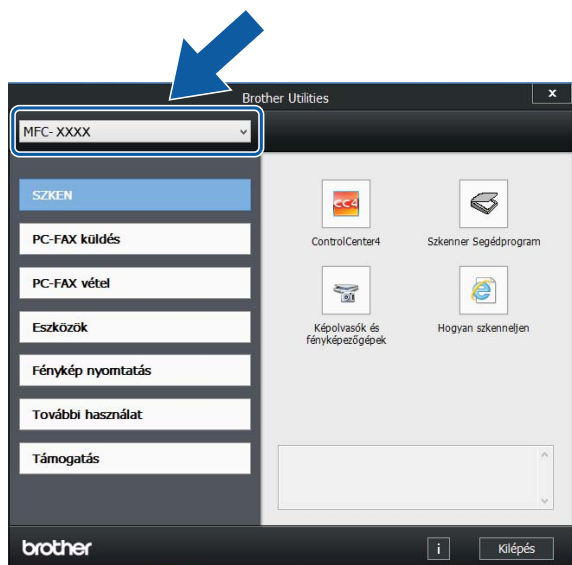 Brother Utilities
x
MFC- XXXX
SZKEN
PC-FAX küldés
PC-FAX vétel
Eszközök
Fénykép nyomtatás
További használat
Támogatás
CC4
ControlCenter4
Szkenner Segédprogram
Képolvasók és
fényképezőgépek
Hogyan szkenneljen
brother
i
Kilépés